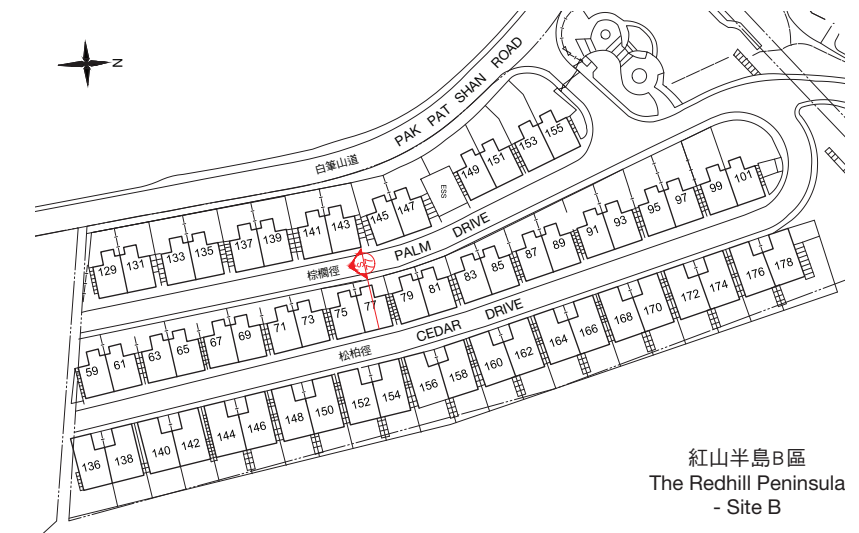 N
PAK PAT SHAN ROAD
白筆山道
129 131 133 135 137 139 141 143 145 147 ESS 149 151 153 155
PALM DRIVE
棕櫚徑
59 61 63 65 67 69 71 73 75 77 79 81 83 85 87 89 91 93 95 97 99 101
CEDAR DRIVE
松柏徑
136 138 140 142 144 146 148 150 152 154 156 158 160 162 164 166 168 170 172 174 176 178
紅山半島B區
The Redhill Peninsula
- Site B